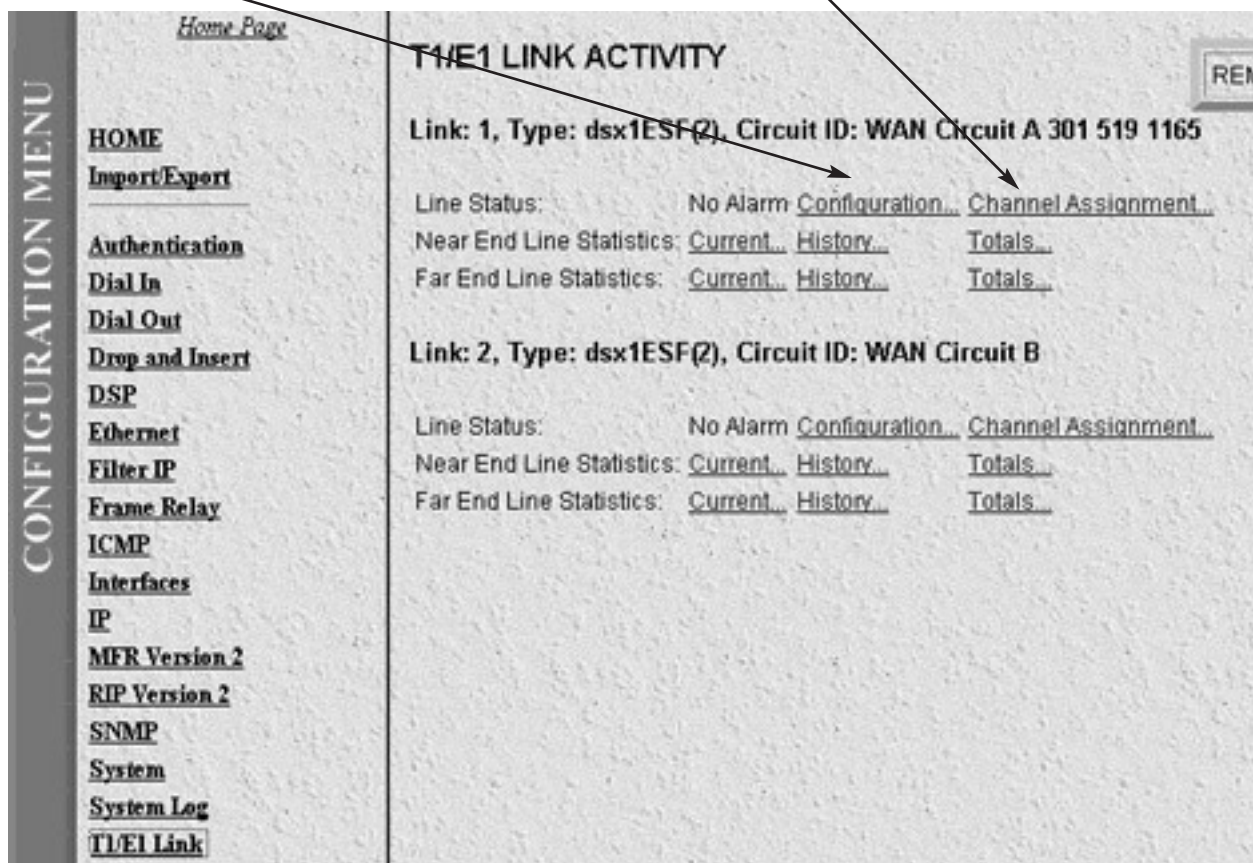 CONFIGURATION MENU
Home Page
HOME
Import/Export
Authentication
Dial In
Dial Out
Drop and Insert
DSP
Ethernet
Filter IP
Frame Relay
ICMP
Interfaces
IP
MFR Version 2
RIP Version 2
SNMP
System
System Log
T1/E1 Link
T1/E1 LINK ACTIVITY
REM
Link: 1, Type: dsx1ESF(2), Circuit ID: WAN Circuit A 301 519 1165
Line Status: No Alarm Configuration... Channel Assignment...
Near End Line Statistics: Current... History... Totals...
Far End Line Statistics: Current... History... Totals...
Link: 2, Type: dsx1ESF(2), Circuit ID: WAN Circuit B
Line Status: No Alarm Configuration... Channel Assignment...
Near End Line Statistics: Current... History... Totals...
Far End Line Statistics: Current... History... Totals...